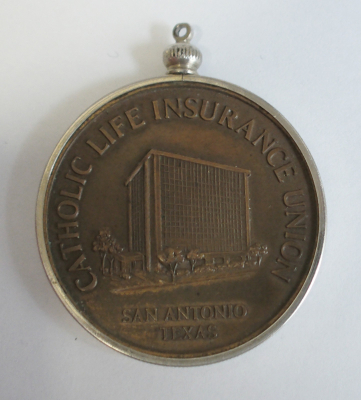 CATHOLIC LIFE INSURANCE UNION
SAN ANTONIO
TEXAS